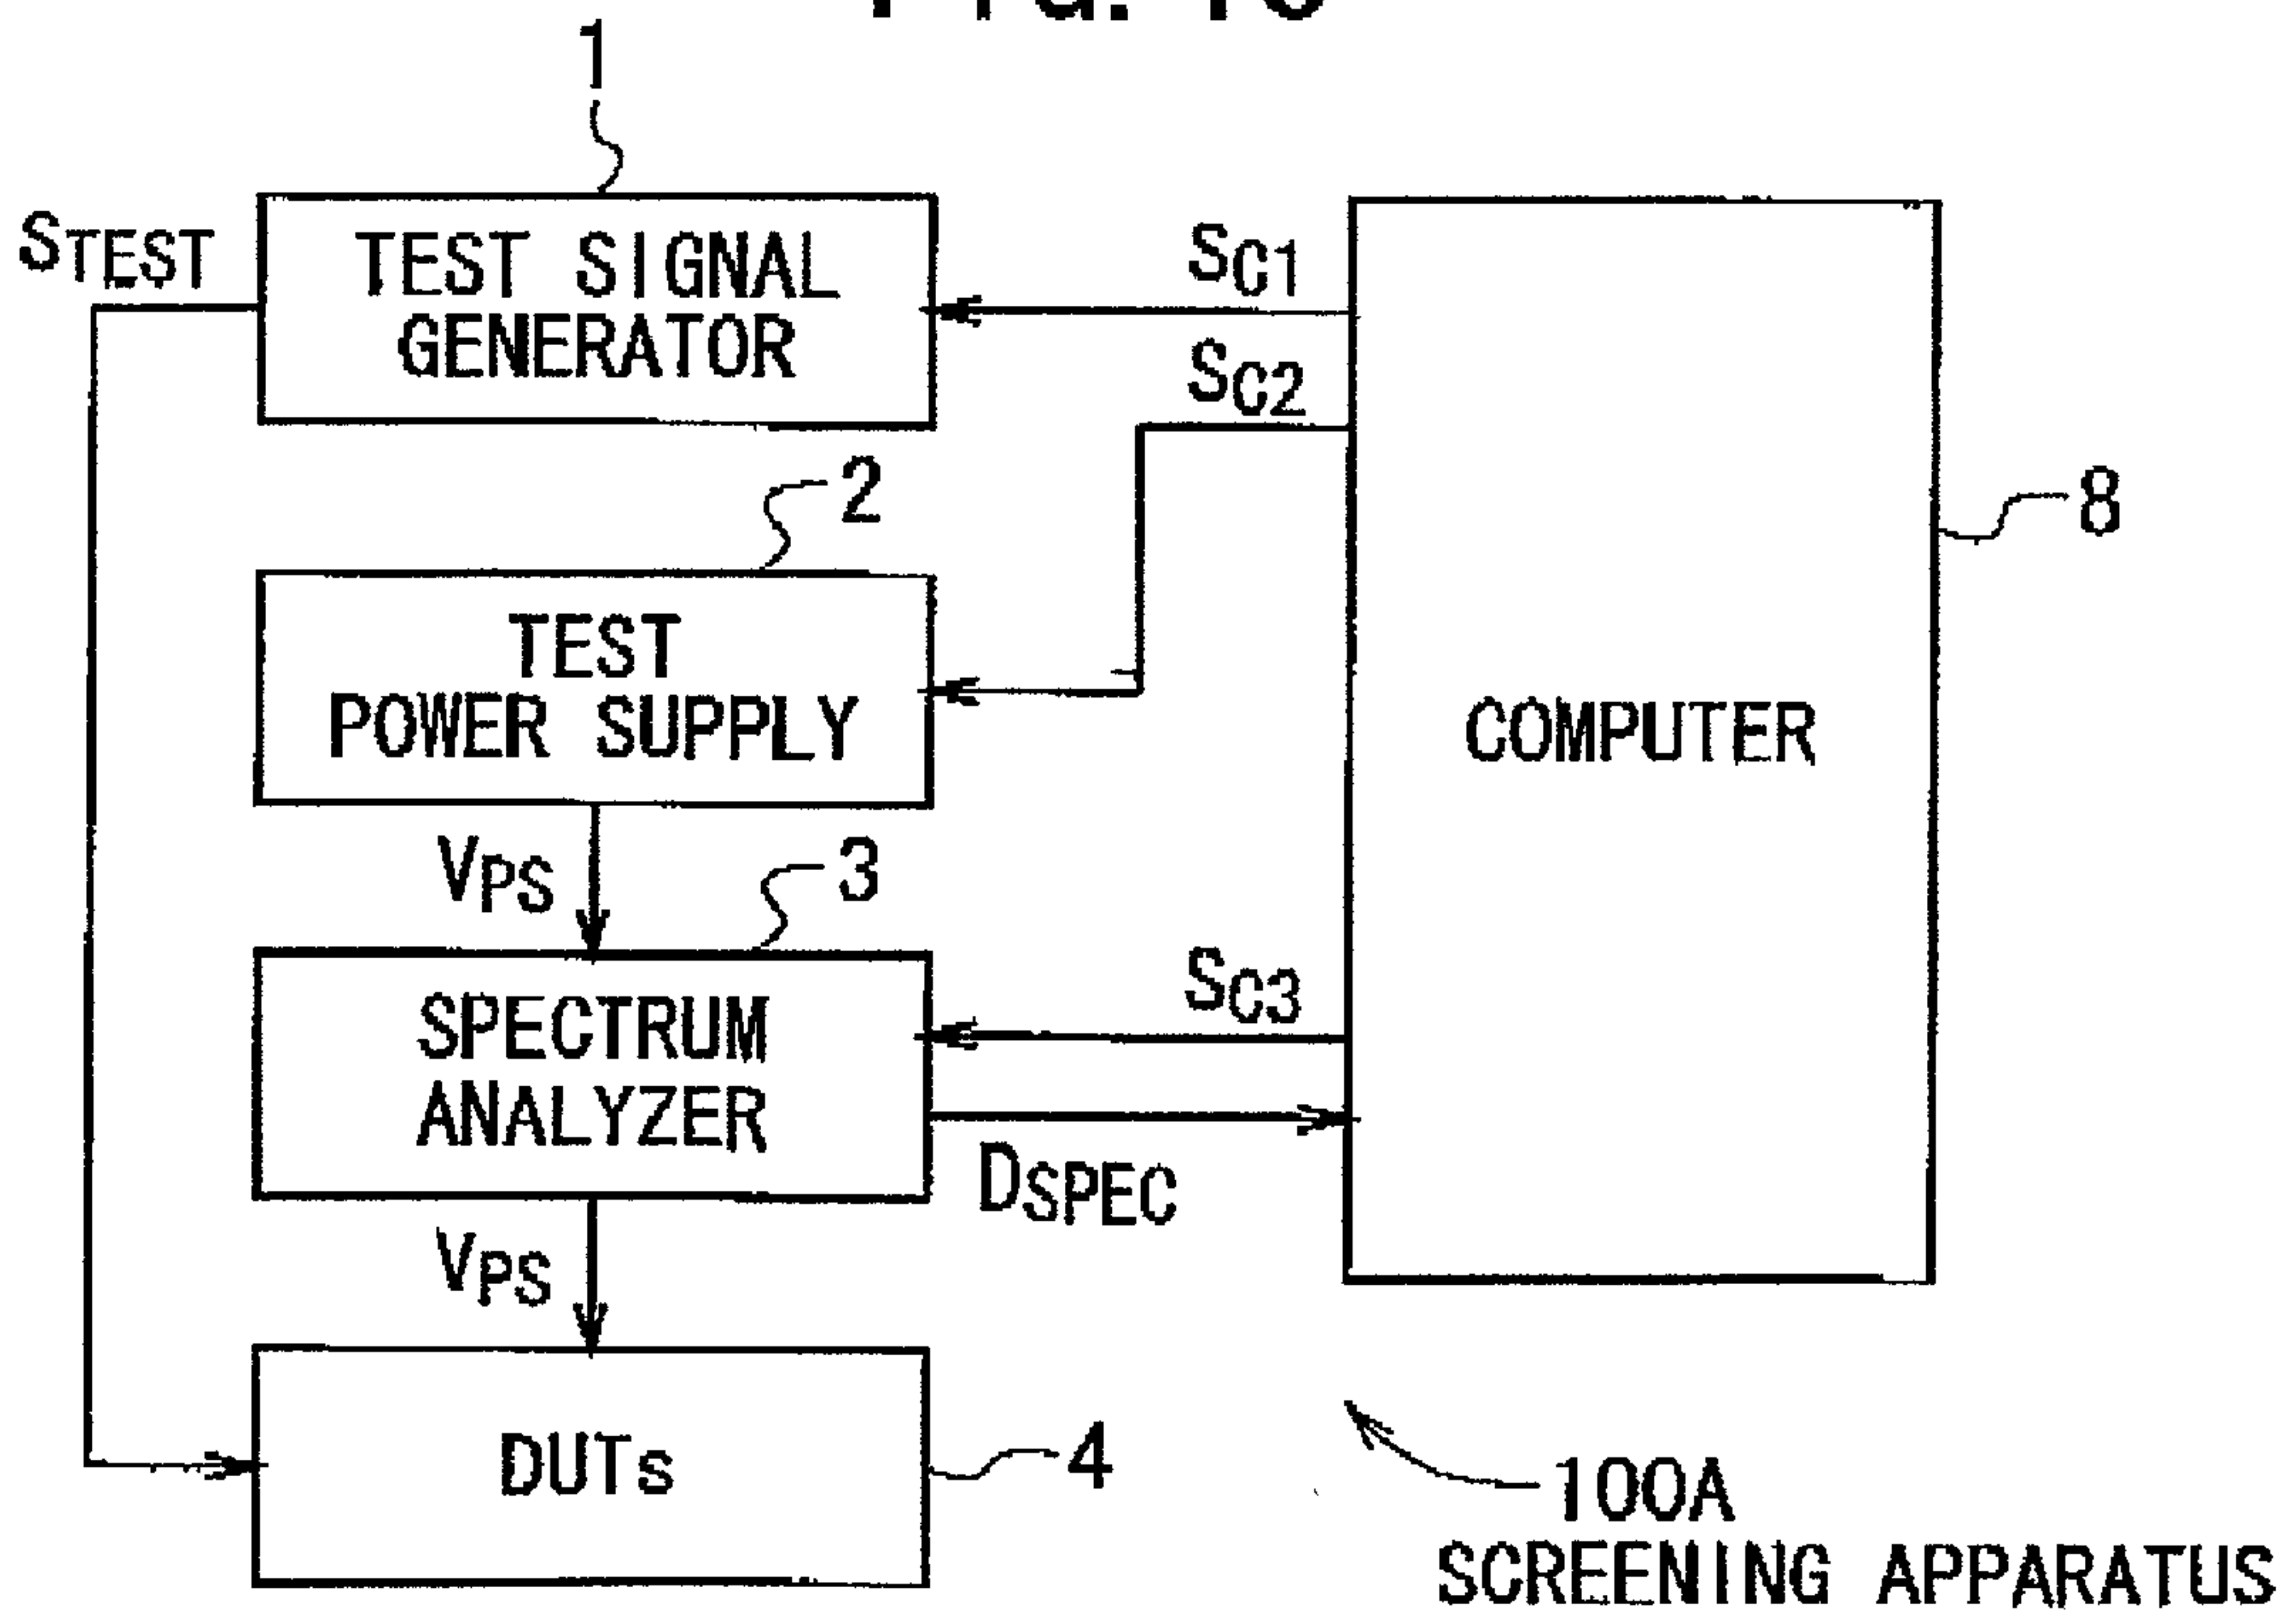 1
STEST
TEST SIGNAL
GENERATOR
SC1
SC2
2
8
TEST
POWER SUPPLY
COMPUTER
VPS
3
SPECTRUM
ANALYZER
SC3
DSPEC
VPS
DUTs
4
100A
SCREENING APPARATUS